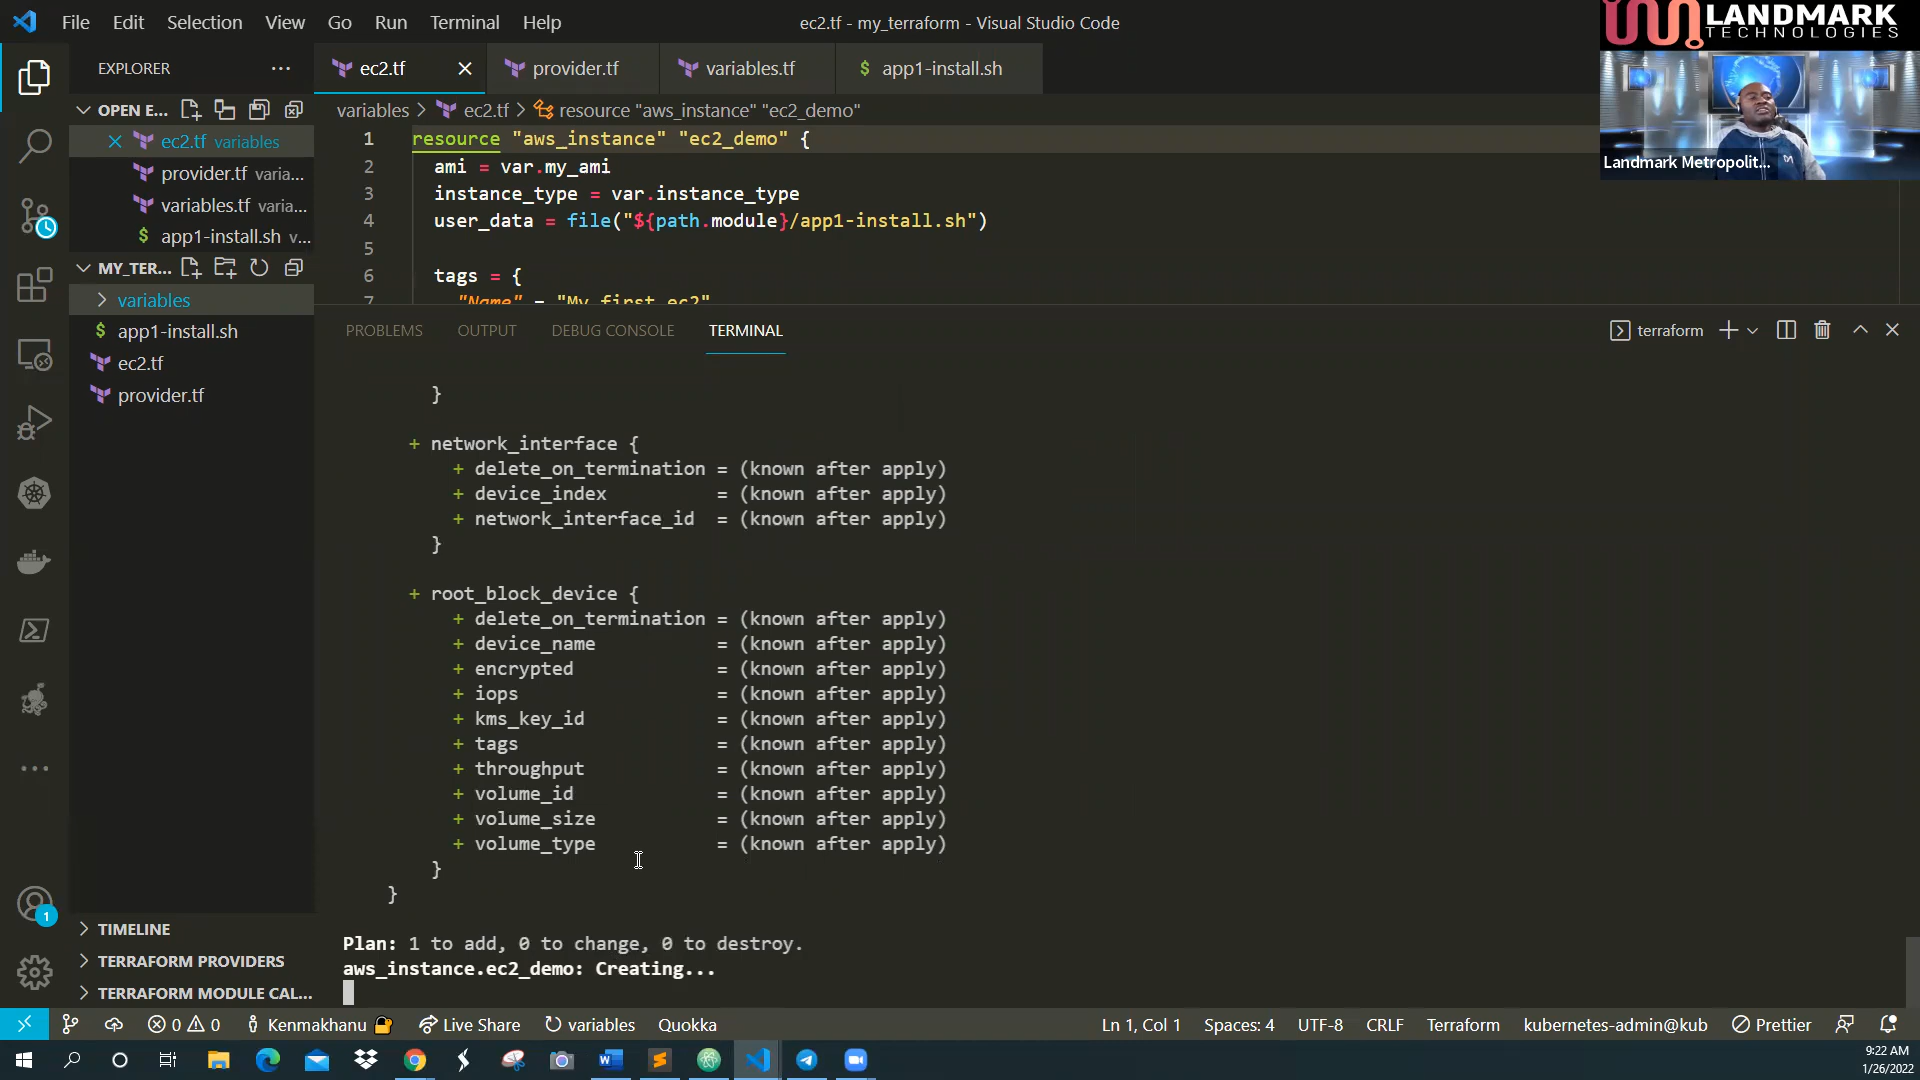 File Edit Selection View Go Run Terminal Help
ec2.tf - my_terraform - Visual Studio Code
LANDMARK
TECHNOLOGIES
Landmark Metropolit...
EXPLORER
OPEN E...
ec2.tf variables
provider.tf varia...
variables.tf varia...
$ app1-install.sh v...
MY_TER...
variables
$ app1-install.sh
ec2.tf
provider.tf
TIMELINE
TERRAFORM PROVIDERS
TERRAFORM MODULE CAL...
ec2.tf
provider.tf
variables.tf
$ app1-install.sh
variables > ec2.tf > resource "aws_instance" "ec2_demo"
1 resource "aws_instance" "ec2_demo" {
2 ami = var.my_ami
3 instance_type = var.instance_type
4 user_data = file("${path.module}/app1-install.sh")
5
6 tags = {
7 "Name" = "My first ec2"
PROBLEMS OUTPUT DEBUG CONSOLE TERMINAL
terraform
}
+ network_interface {
+ delete_on_termination = (known after apply)
+ device_index = (known after apply)
+ network_interface_id = (known after apply)
}
+ root_block_device {
+ delete_on_termination = (known after apply)
+ device_name = (known after apply)
+ encrypted = (known after apply)
+ iops = (known after apply)
+ kms_key_id = (known after apply)
+ tags = (known after apply)
+ throughput = (known after apply)
+ volume_id = (known after apply)
+ volume_size = (known after apply)
+ volume_type = (known after apply)
}
}
Plan: 1 to add, 0 to change, 0 to destroy.
aws_instance.ec2_demo: Creating...
1
0 0 Kenmakhanu Live Share variables Quokka
Ln 1, Col 1 Spaces: 4 UTF-8 CRLF Terraform kubernetes-admin@kub Prettier
9:22 AM
1/26/2022